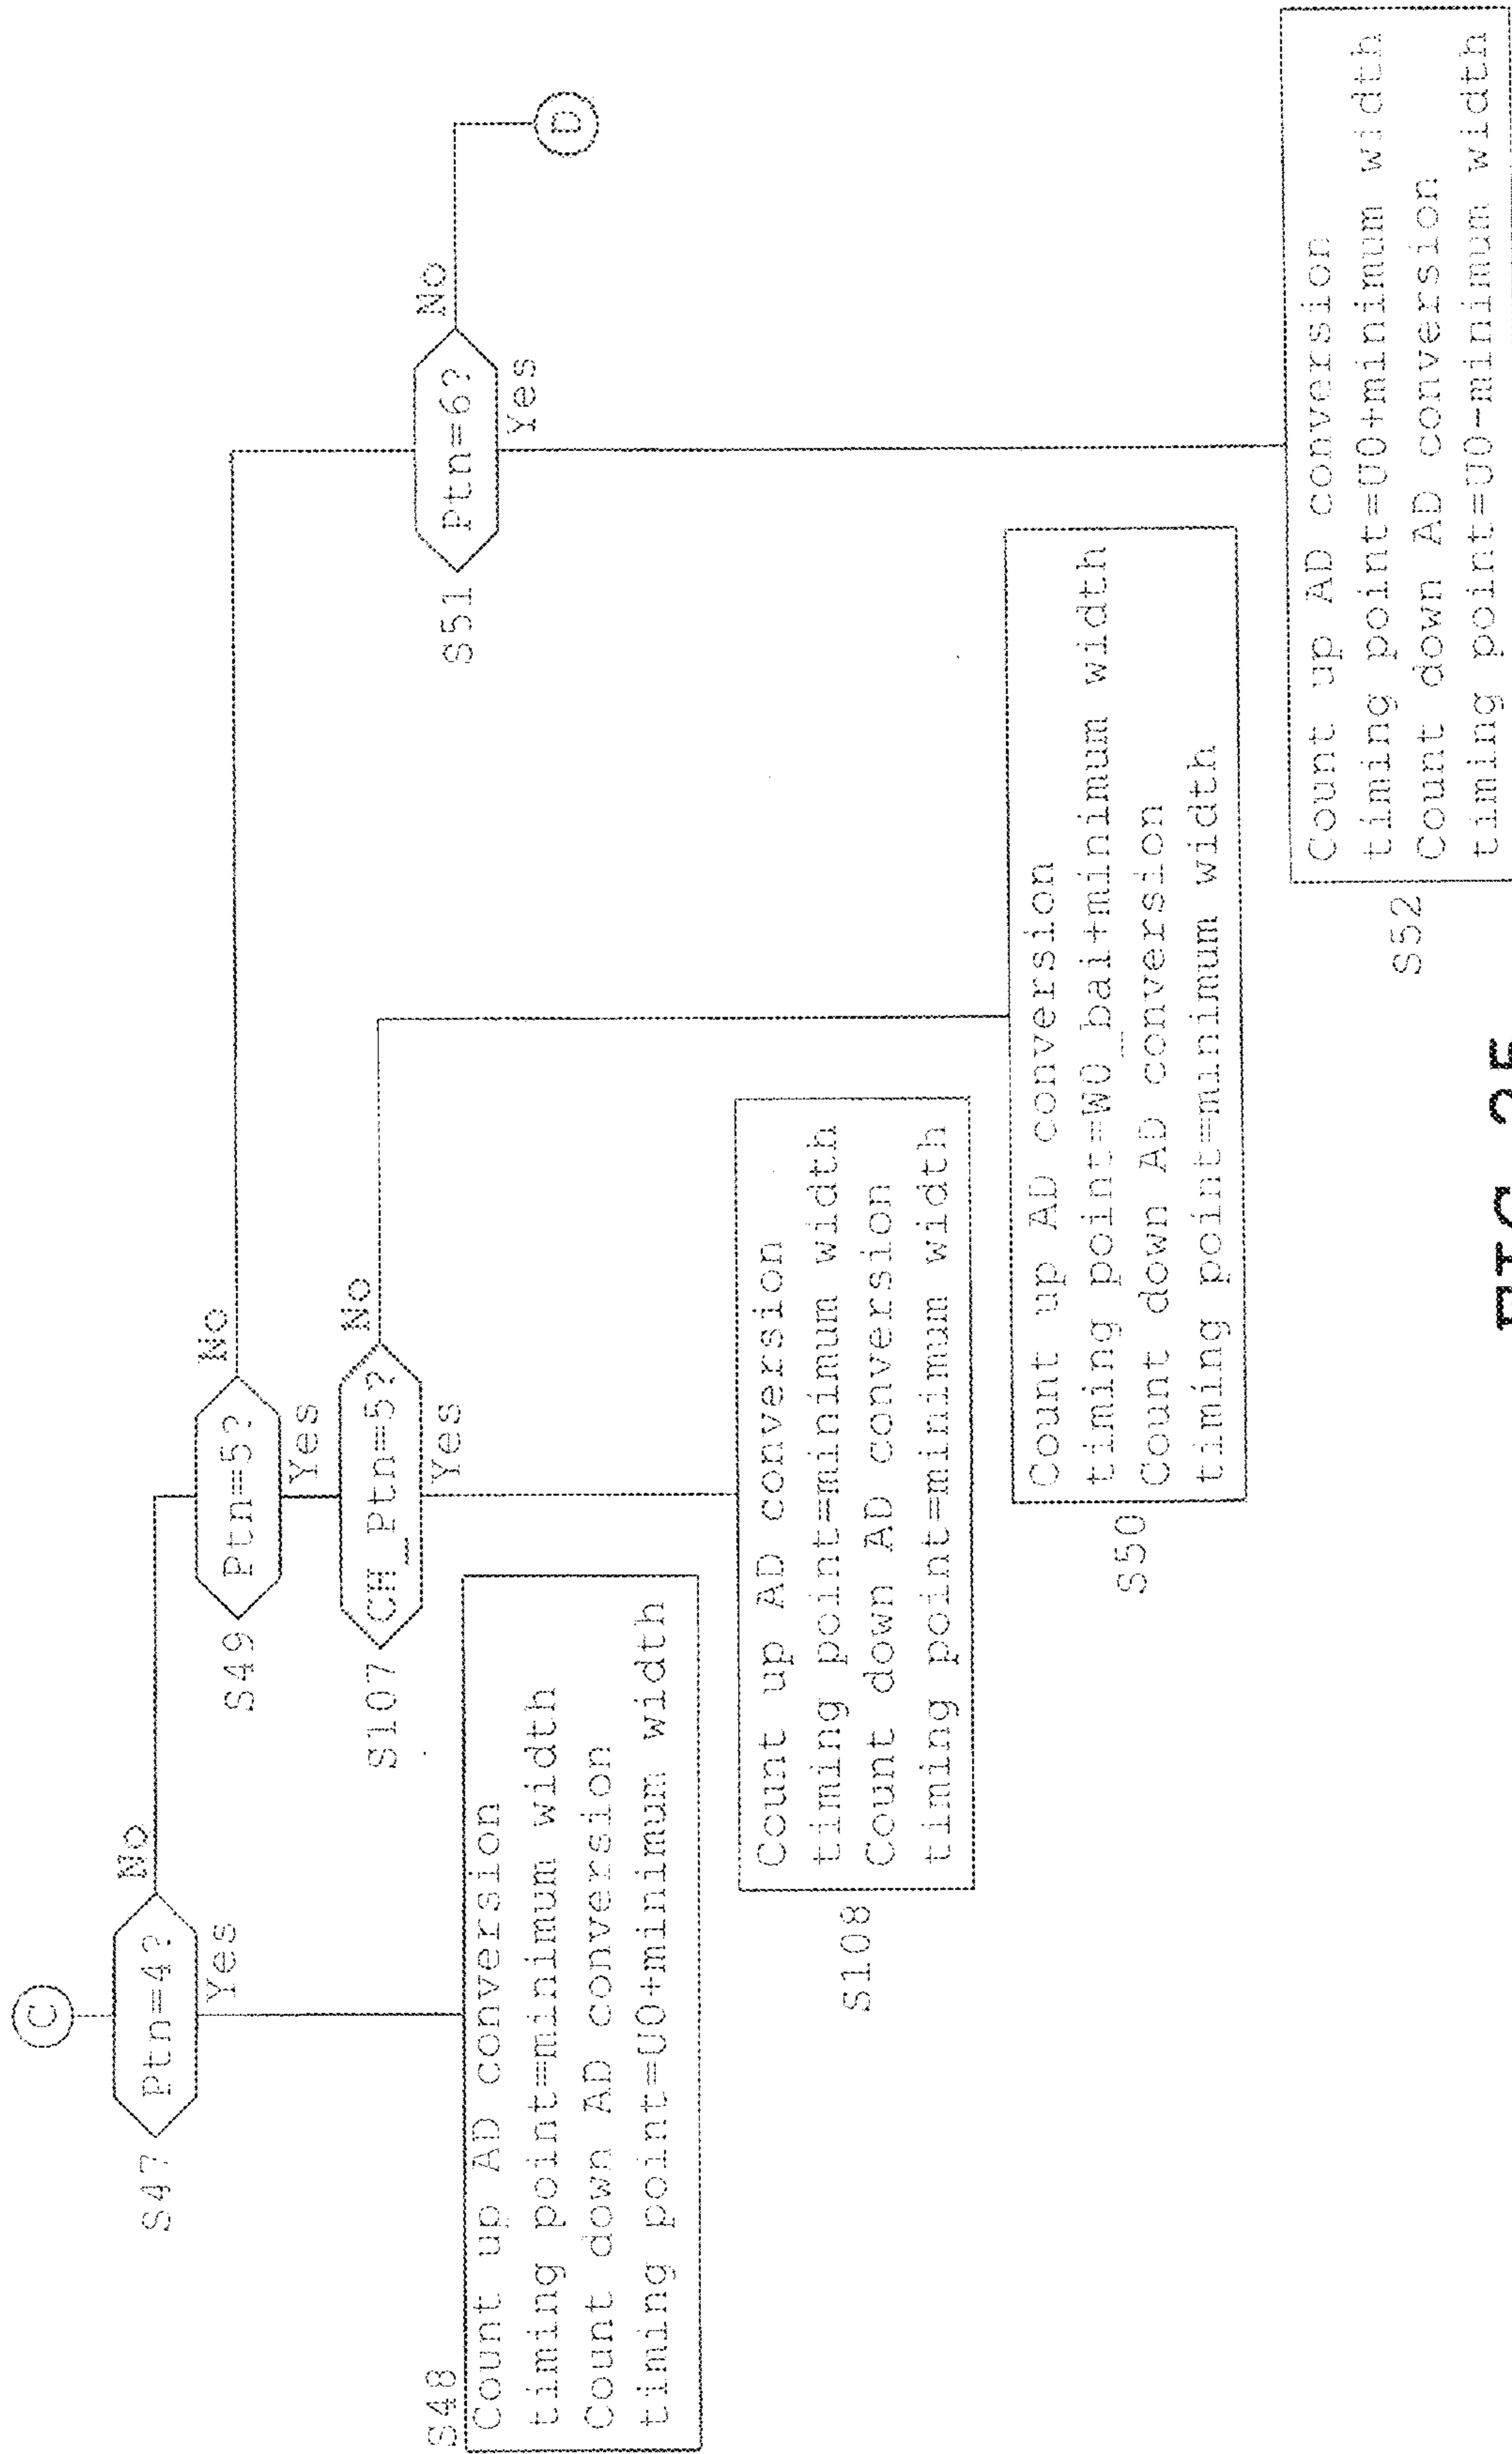 C
S47 Ptn=4?
No
Yes
S48
Count up AD conversion
timing point=minimum width
Count down AD conversion
timing point=U0+minimum width
S49 Ptn=5?
No
Yes
S107 CH_Ptn=5?
No
Yes
S108
Count up AD conversion
timing point=minimum width
Count down AD conversion
timing point=minimum width
S50
Count up AD conversion
timing point=W0_bai+minimum width
Count down AD conversion
timing point=minimum width
S51 Ptn=6?
No
Yes
D
S52
Count up AD conversion
timing point=U0+minimum width
Count down AD conversion
timing point=U0-minimum width